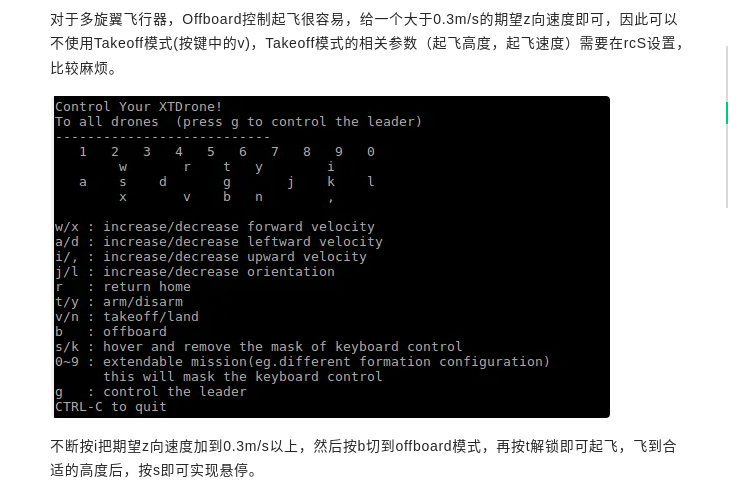 对于多旋翼飞行器，Offboard控制起飞很容易，给一个大于0.3m/s的期望z向速度即可，因此可以
不使用Takeoff模式(按键中的v)，Takeoff模式的相关参数（起飞高度，起飞速度）需要在rcS设置，
比较麻烦。
Control Your XTDrone!
To all drones  (press g to control the leader)
---------------------------
   1   2   3   4   5   6   7   8   9   0
        w       r    t   y        i
   a    s    d       g       j    k    l
        x       v    b   n        ,
w/x : increase/decrease forward velocity
a/d : increase/decrease leftward velocity
i/, : increase/decrease upward velocity
j/l : increase/decrease orientation
r   : return home
t/y : arm/disarm
v/n : takeoff/land
b   : offboard
s/k : hover and remove the mask of keyboard control
0~9 : extendable mission(eg.different formation configuration)
      this will mask the keyboard control
g   : control the leader
CTRL-C to quit
不断按i把期望z向速度加到0.3m/s以上，然后按b切到offboard模式，再按t解锁即可起飞，飞到合
适的高度后，按s即可实现悬停。